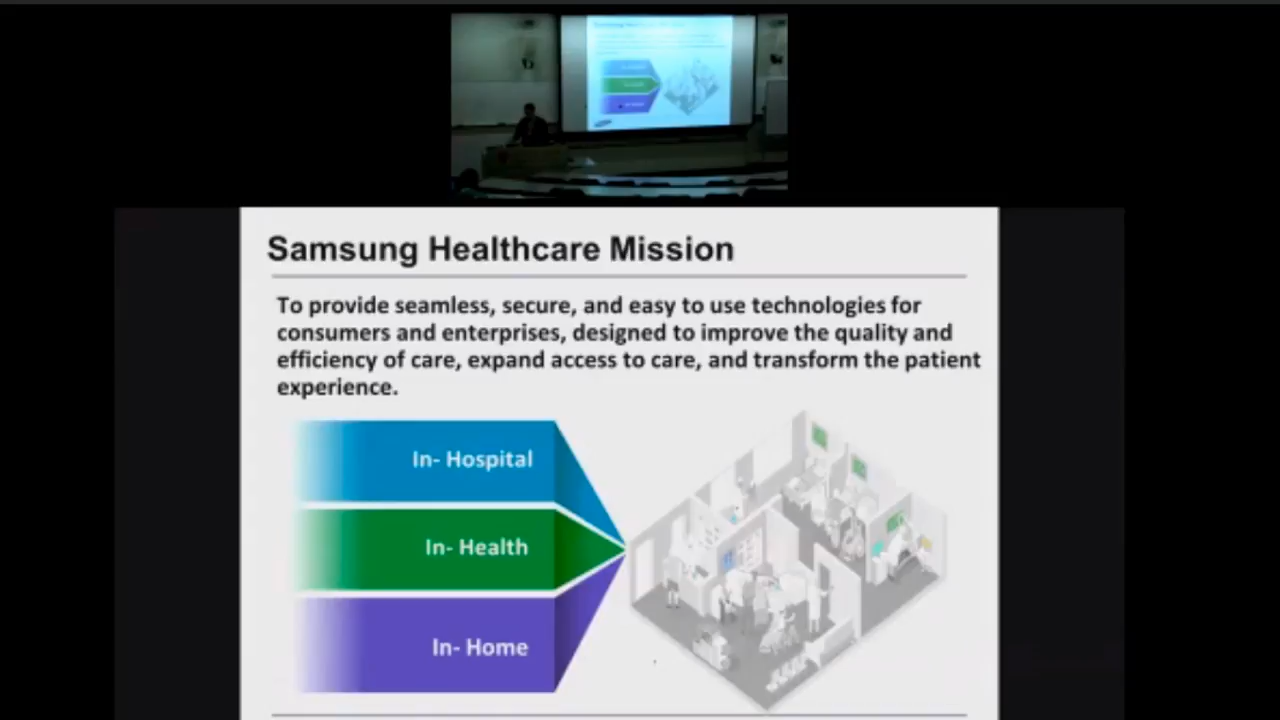 Samsung Healthcare Mission
To provide seamless, secure, and easy to use technologies for
consumers and enterprises, designed to improve the quality and
efficiency of care, expand access to care, and transform the patient
experience.
In- Hospital
In- Health
In- Home